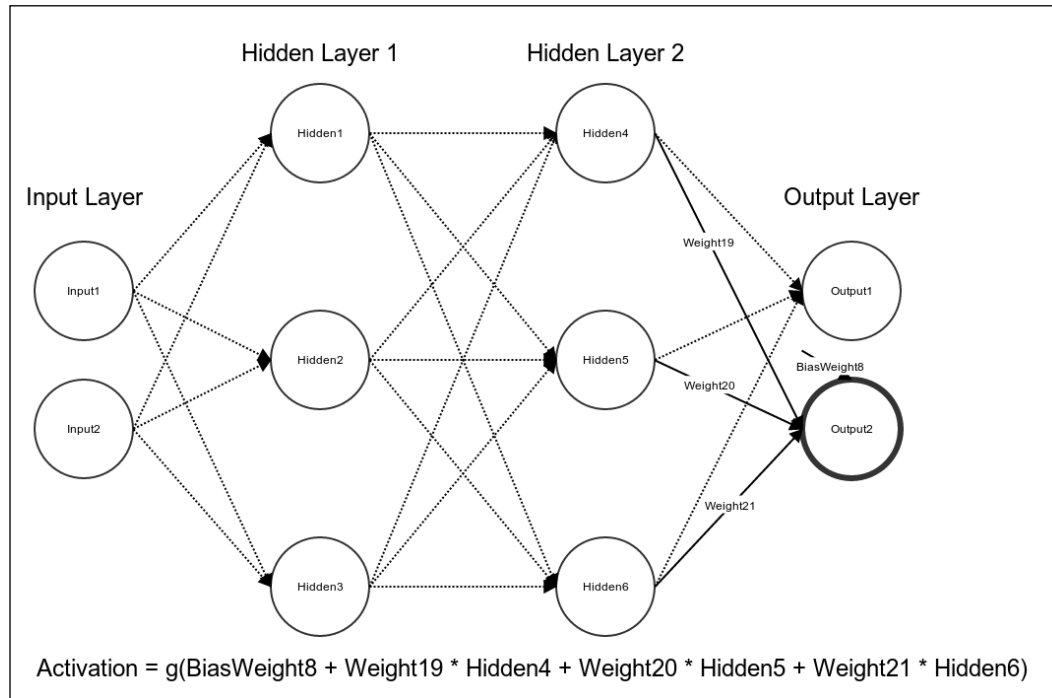 Hidden Layer 1
Hidden Layer 2
Input Layer
Output Layer
Hidden1
Hidden4
Weight19
Input1
Output1
Hidden2
Hidden5
BiasWeight8
Weight20
Input2
Output2
Weight21
Hidden3
Hidden6
Activation = g(BiasWeight8 + Weight19 * Hidden4 + Weight20 * Hidden5 + Weight21 * Hidden6)